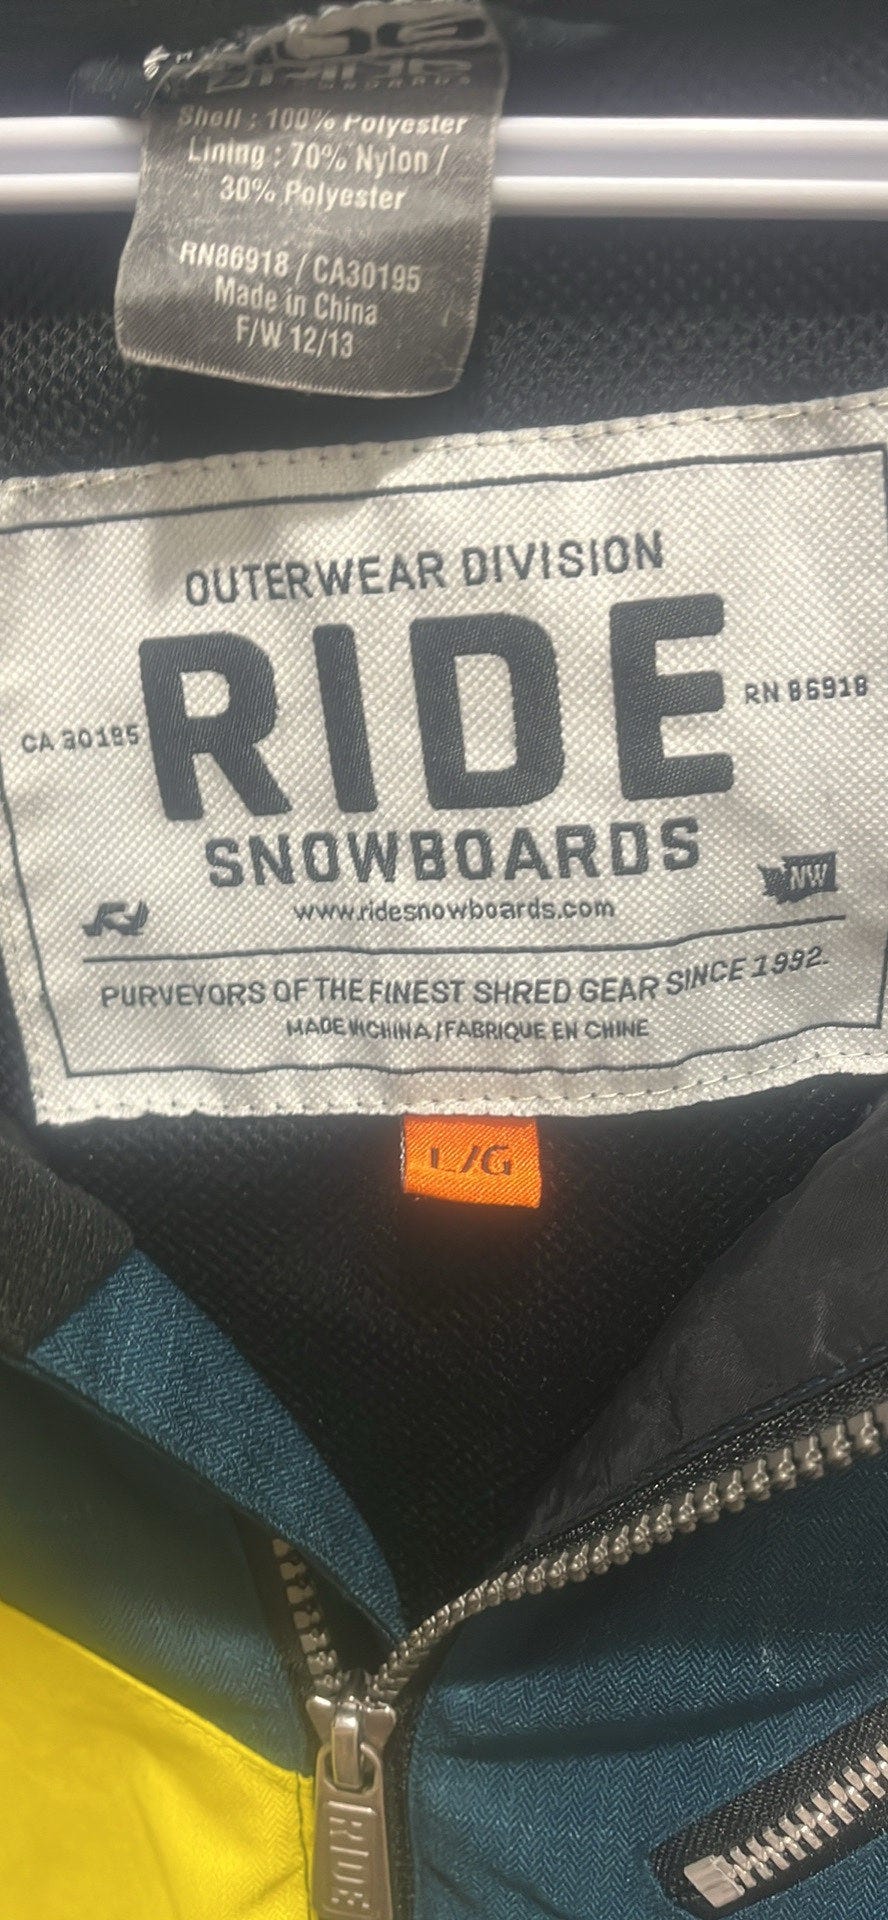 Shell : 100% Polyester
Lining : 70% Nylon /
30% Polyester
RN86918 / CA30195
Made in China
F/W 12/13
OUTERWEAR DIVISION
RIDE
RN 86918
CA 30195
SNOWBOARDS
NW
www.ridesnowboards.com
PURVEYORS OF THE FINEST SHRED GEAR SINCE 1992.
MADE IN CHINA / FABRIQUE EN CHINE
L/G
RIDE